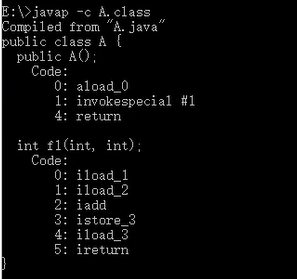 E:\>javap -c A.class
Compiled from "A.java"
public class A {
  public A();
    Code:
       0: aload_0
       1: invokespecial #1
       4: return

  int f1(int, int);
    Code:
       0: iload_1
       1: iload_2
       2: iadd
       3: istore_3
       4: iload_3
       5: ireturn
}